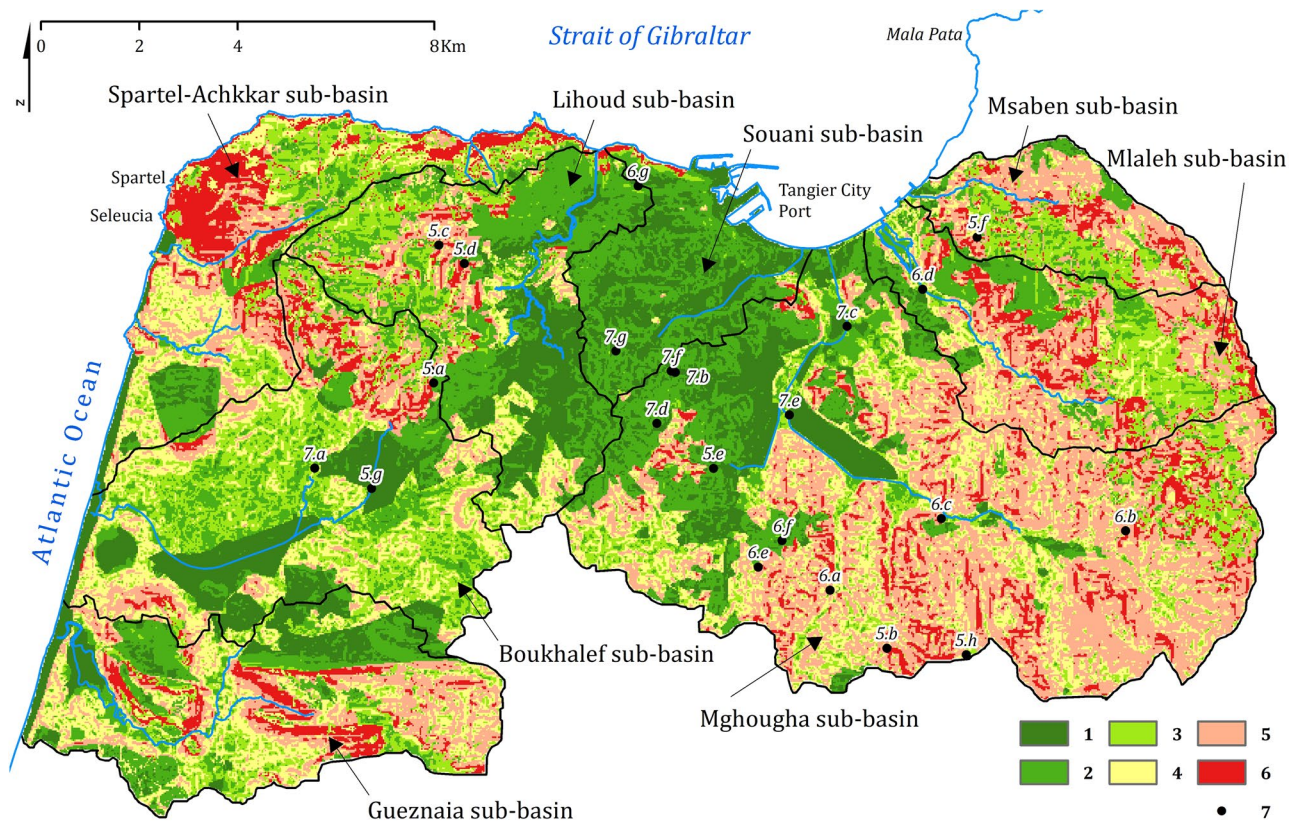 0 2 4 8Km
Strait of Gibraltar
Mala Pata
N
Spartel-Achkkar sub-basin
Lihoud sub-basin
Msaben sub-basin
Souani sub-basin
Mlaleh sub-basin
Spartel
6.g
Tangier City
Port
Seleucia
5.c
5.d
5.f
6.d
7.c
7.g
7.f
7.b
5.a
7.d
7.e
Atlantic Ocean
7.a
5.g
5.e
6.c
6.b
6.f
6.e
6.a
5.b
5.h
Boukhalef sub-basin
Mghougha sub-basin
Gueznaia sub-basin
1 3 5
2 4 6
7